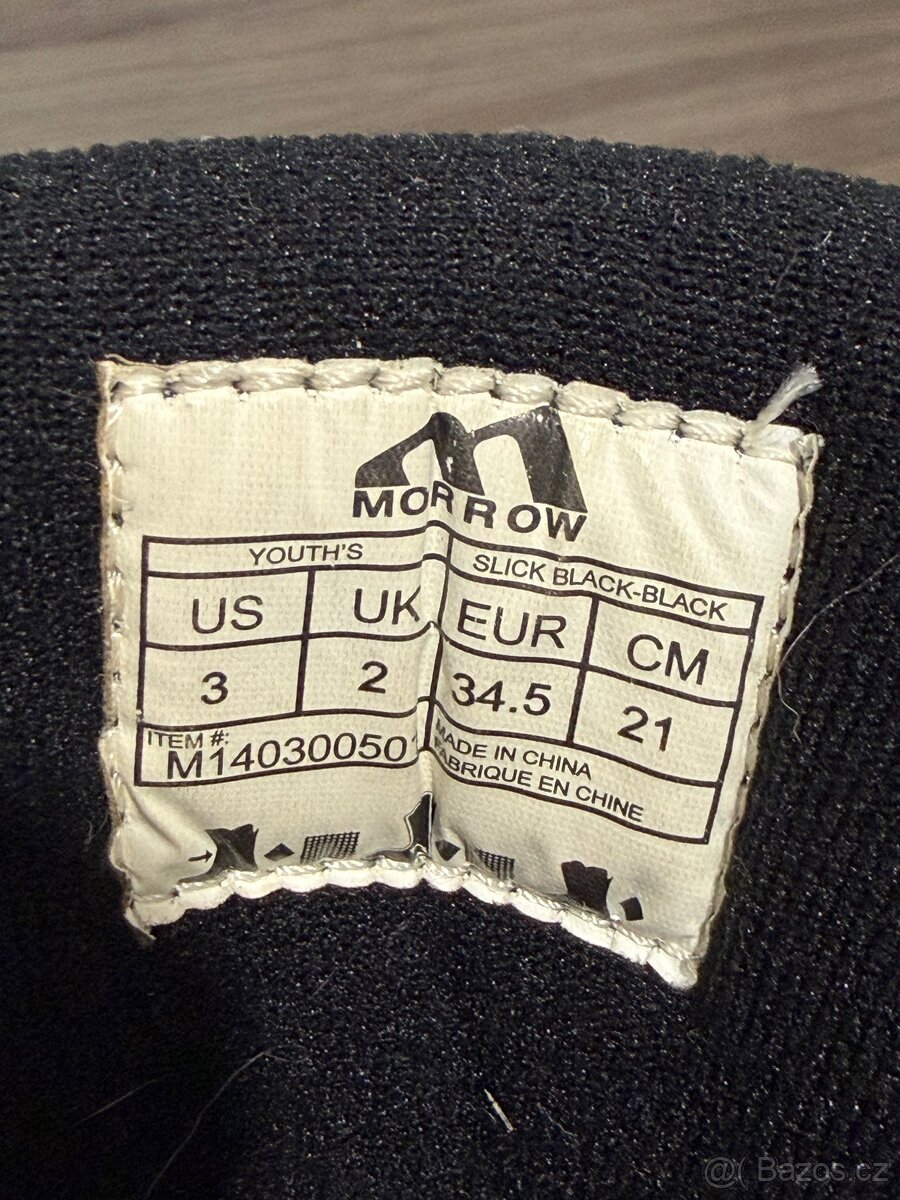 MORROW
YOUTH'S SLICK BLACK-BLACK
US UK EUR CM
3 2 34.5 21
ITEM #:
M140300501
MADE IN CHINA
FABRIQUE EN CHINE
@( Bazos.cz